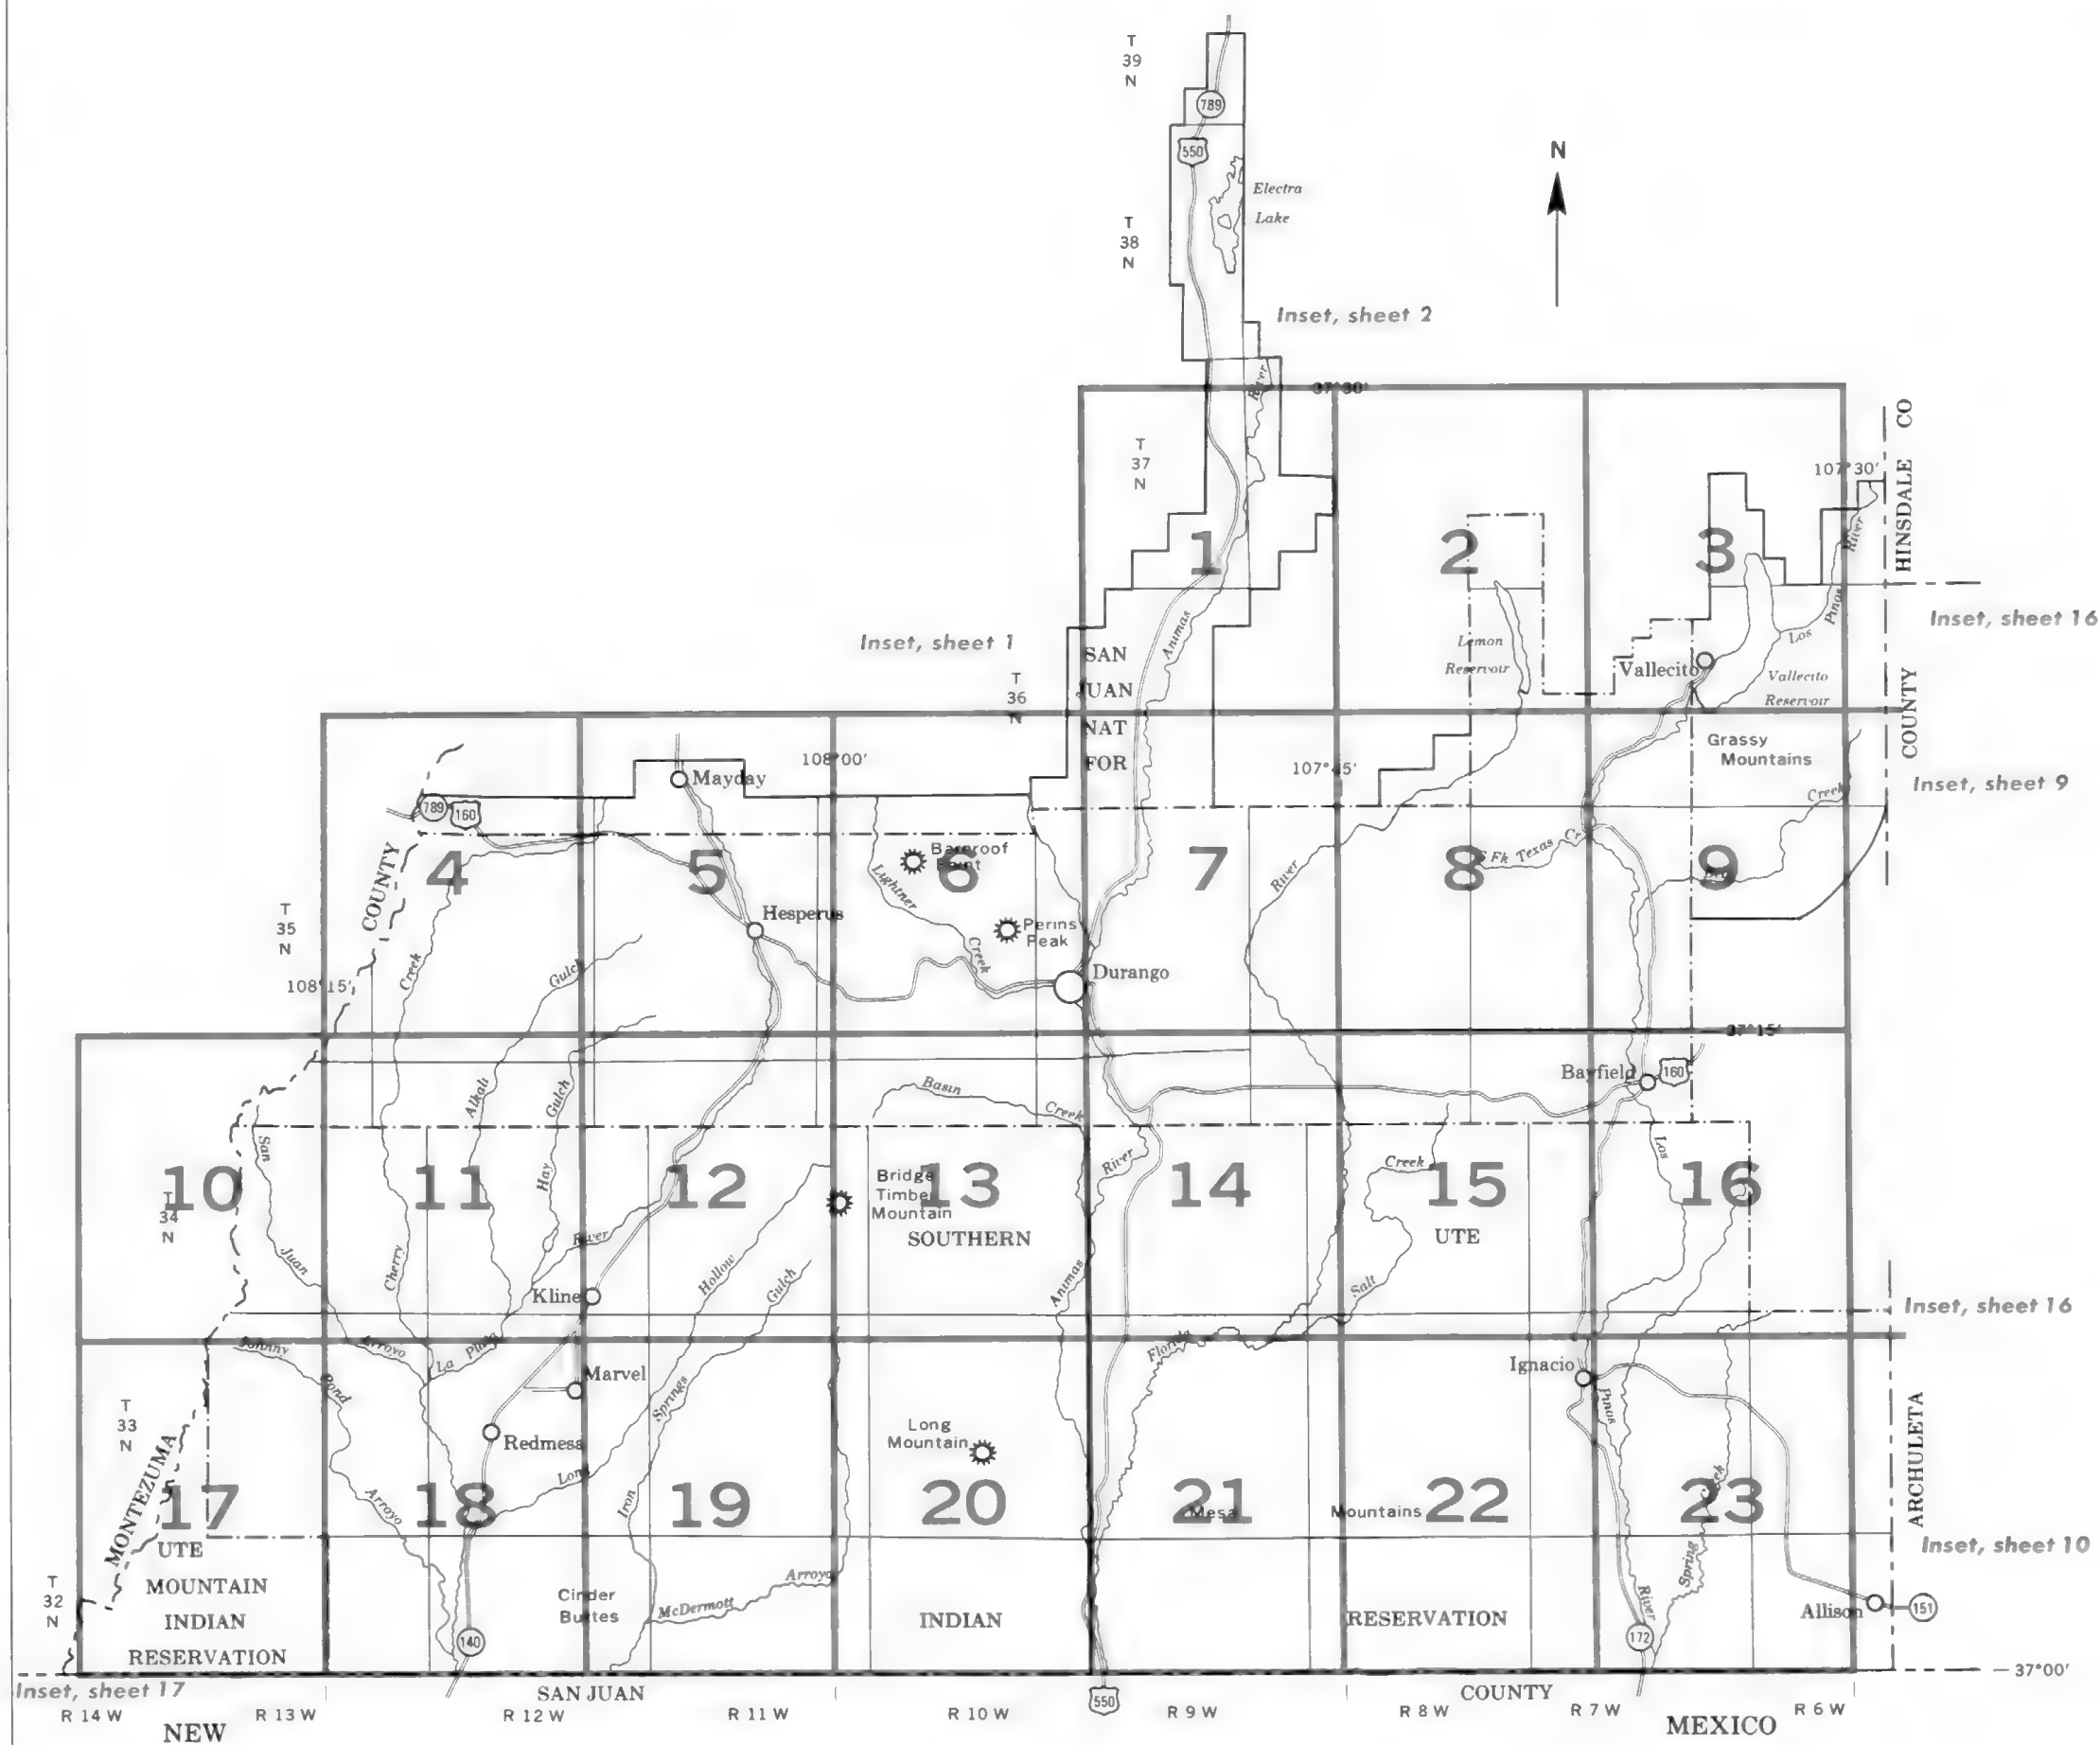 T
39
N
789
550
N
Electra
Lake
T
38
N
Inset, sheet 2
River
37°30'
HINSDALE CO
T
37
N
107°30'
1
2
3
River
Inset, sheet 16
Animas
Pinos
Los
Inset, sheet 1
SAN
JUAN
NAT
FOR
Lemon
Reservoir
Vallecito
Vallecito
Reservoir
T
36
N
COUNTY
Grassy
Mountains
108°00'
107°45'
Mayday
Inset, sheet 9
Creek
789
160
COUNTY
4
5
6
7
8
9
Barnroof
Point
S Fk Texas Cr
Lightner
Creek
River
T
35
N
Hesperus
Perins
Peak
Creek
Gulch
Durango
108°15'
37°15'
Bayfield
160
Basin
Creek
Alkali
Gulch
Hay
San
Juan
Los
River
Creek
10
11
12
13
14
15
16
T
34
N
Bridge
Timber
Mountain
SOUTHERN
UTE
River
Cherry
Hollow
Gulch
Animas
Salt
Kline
Inset, sheet 16
Johnny
Pond
Arroyo
Arroyo
La Plata
Florida
Marvel
Ignacio
Springs
Pinos
T
33
N
Redmesa
Long
Mountain
ARCHULETA
MONTEZUMA
Long
Iron
Creek
17
18
19
20
21
22
23
Mesa
Mountains
Inset, sheet 10
UTE
MOUNTAIN
INDIAN
RESERVATION
Spring
T
32
N
Cinder
Buttes
McDermott
Arroyo
INDIAN
RESERVATION
River
Allison
151
140
172
37°00'
Inset, sheet 17
SAN JUAN
COUNTY
550
R 14 W
R 13 W
R 12 W
R 11 W
R 10 W
R 9 W
R 8 W
R 7 W
R 6 W
NEW
MEXICO